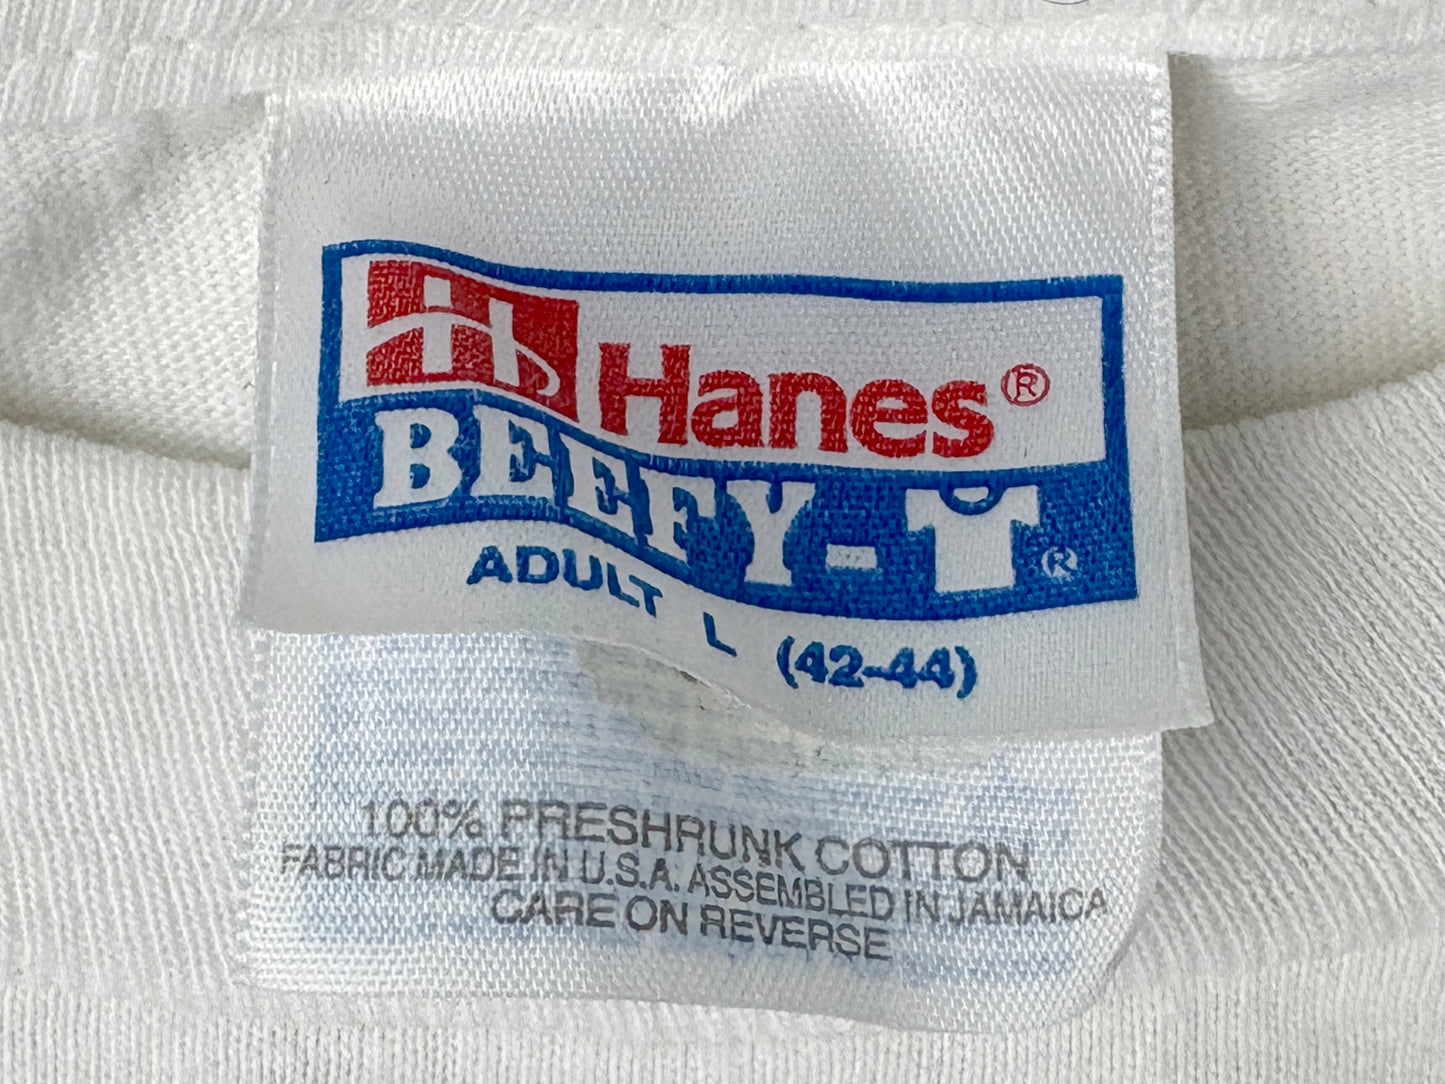 Hanes®
BEEFY-T®
ADULT L (42-44)
100% PRESHRUNK COTTON
FABRIC MADE IN U.S.A. ASSEMBLED IN JAMAICA
CARE ON REVERSE